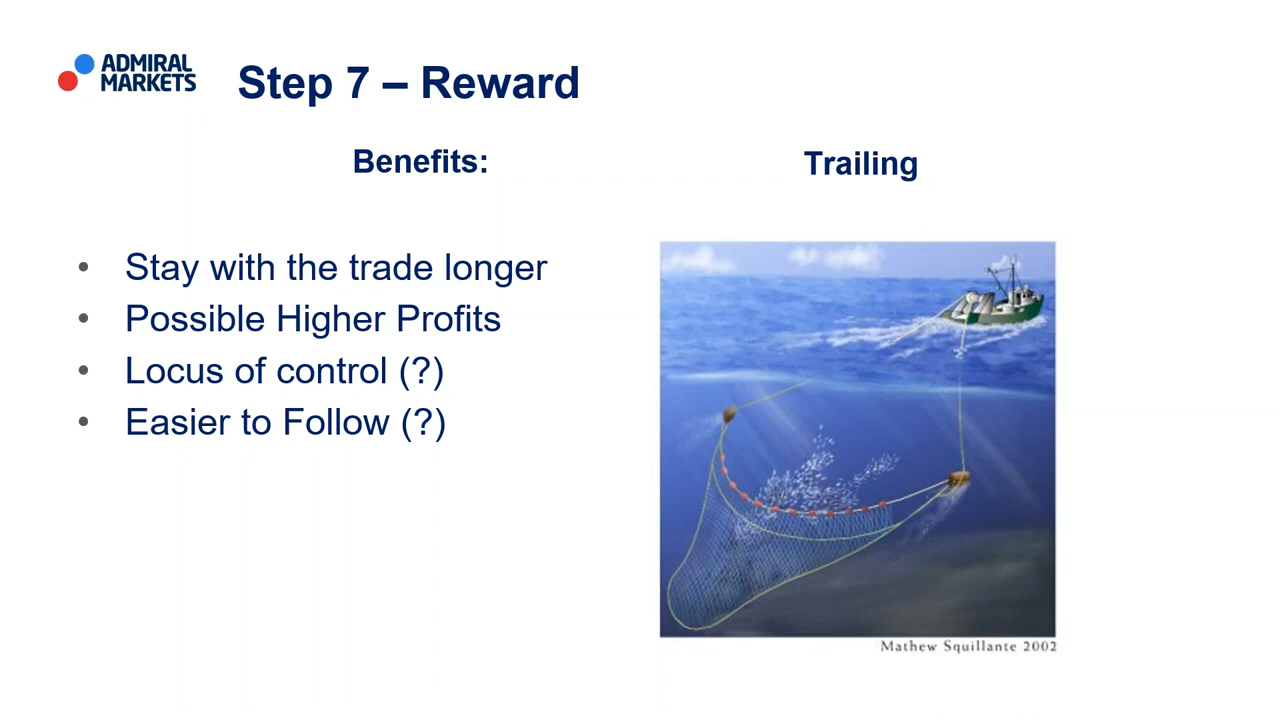 ADMIRAL
MARKETS
Step 7 – Reward
Benefits:
Trailing
• Stay with the trade longer
• Possible Higher Profits
• Locus of control (?)
• Easier to Follow (?)
Mathew Squillante 2002